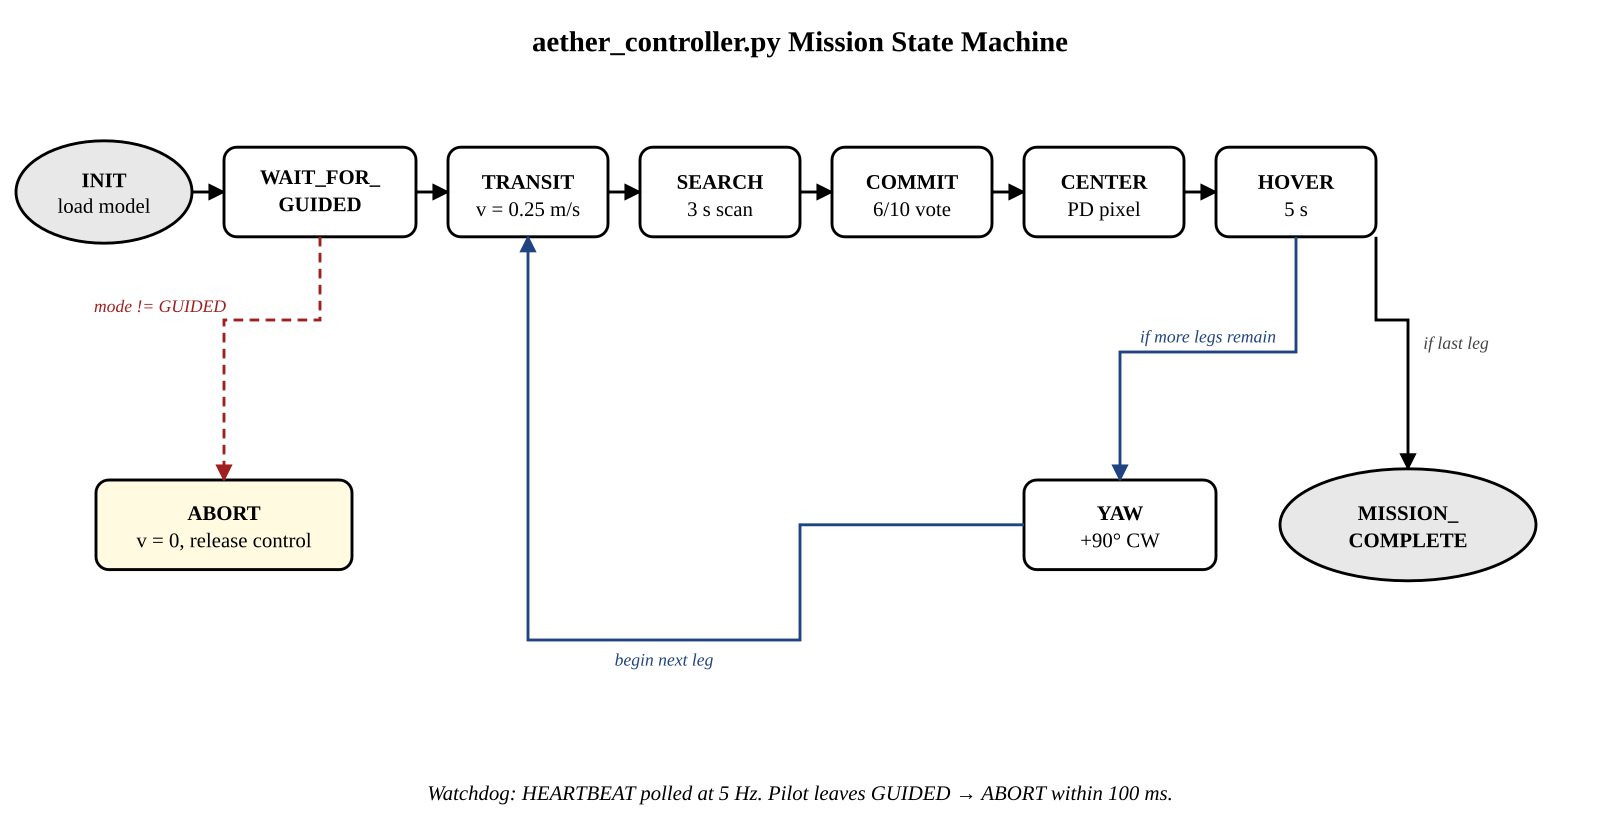 aether_controller.py Mission State Machine
INIT
load model
WAIT_FOR_
GUIDED
TRANSIT
v = 0.25 m/s
SEARCH
3 s scan
COMMIT
6/10 vote
CENTER
PD pixel
HOVER
5 s
mode != GUIDED
if more legs remain
if last leg
ABORT
v = 0, release control
YAW
+90° CW
MISSION_
COMPLETE
begin next leg
Watchdog: HEARTBEAT polled at 5 Hz. Pilot leaves GUIDED → ABORT within 100 ms.